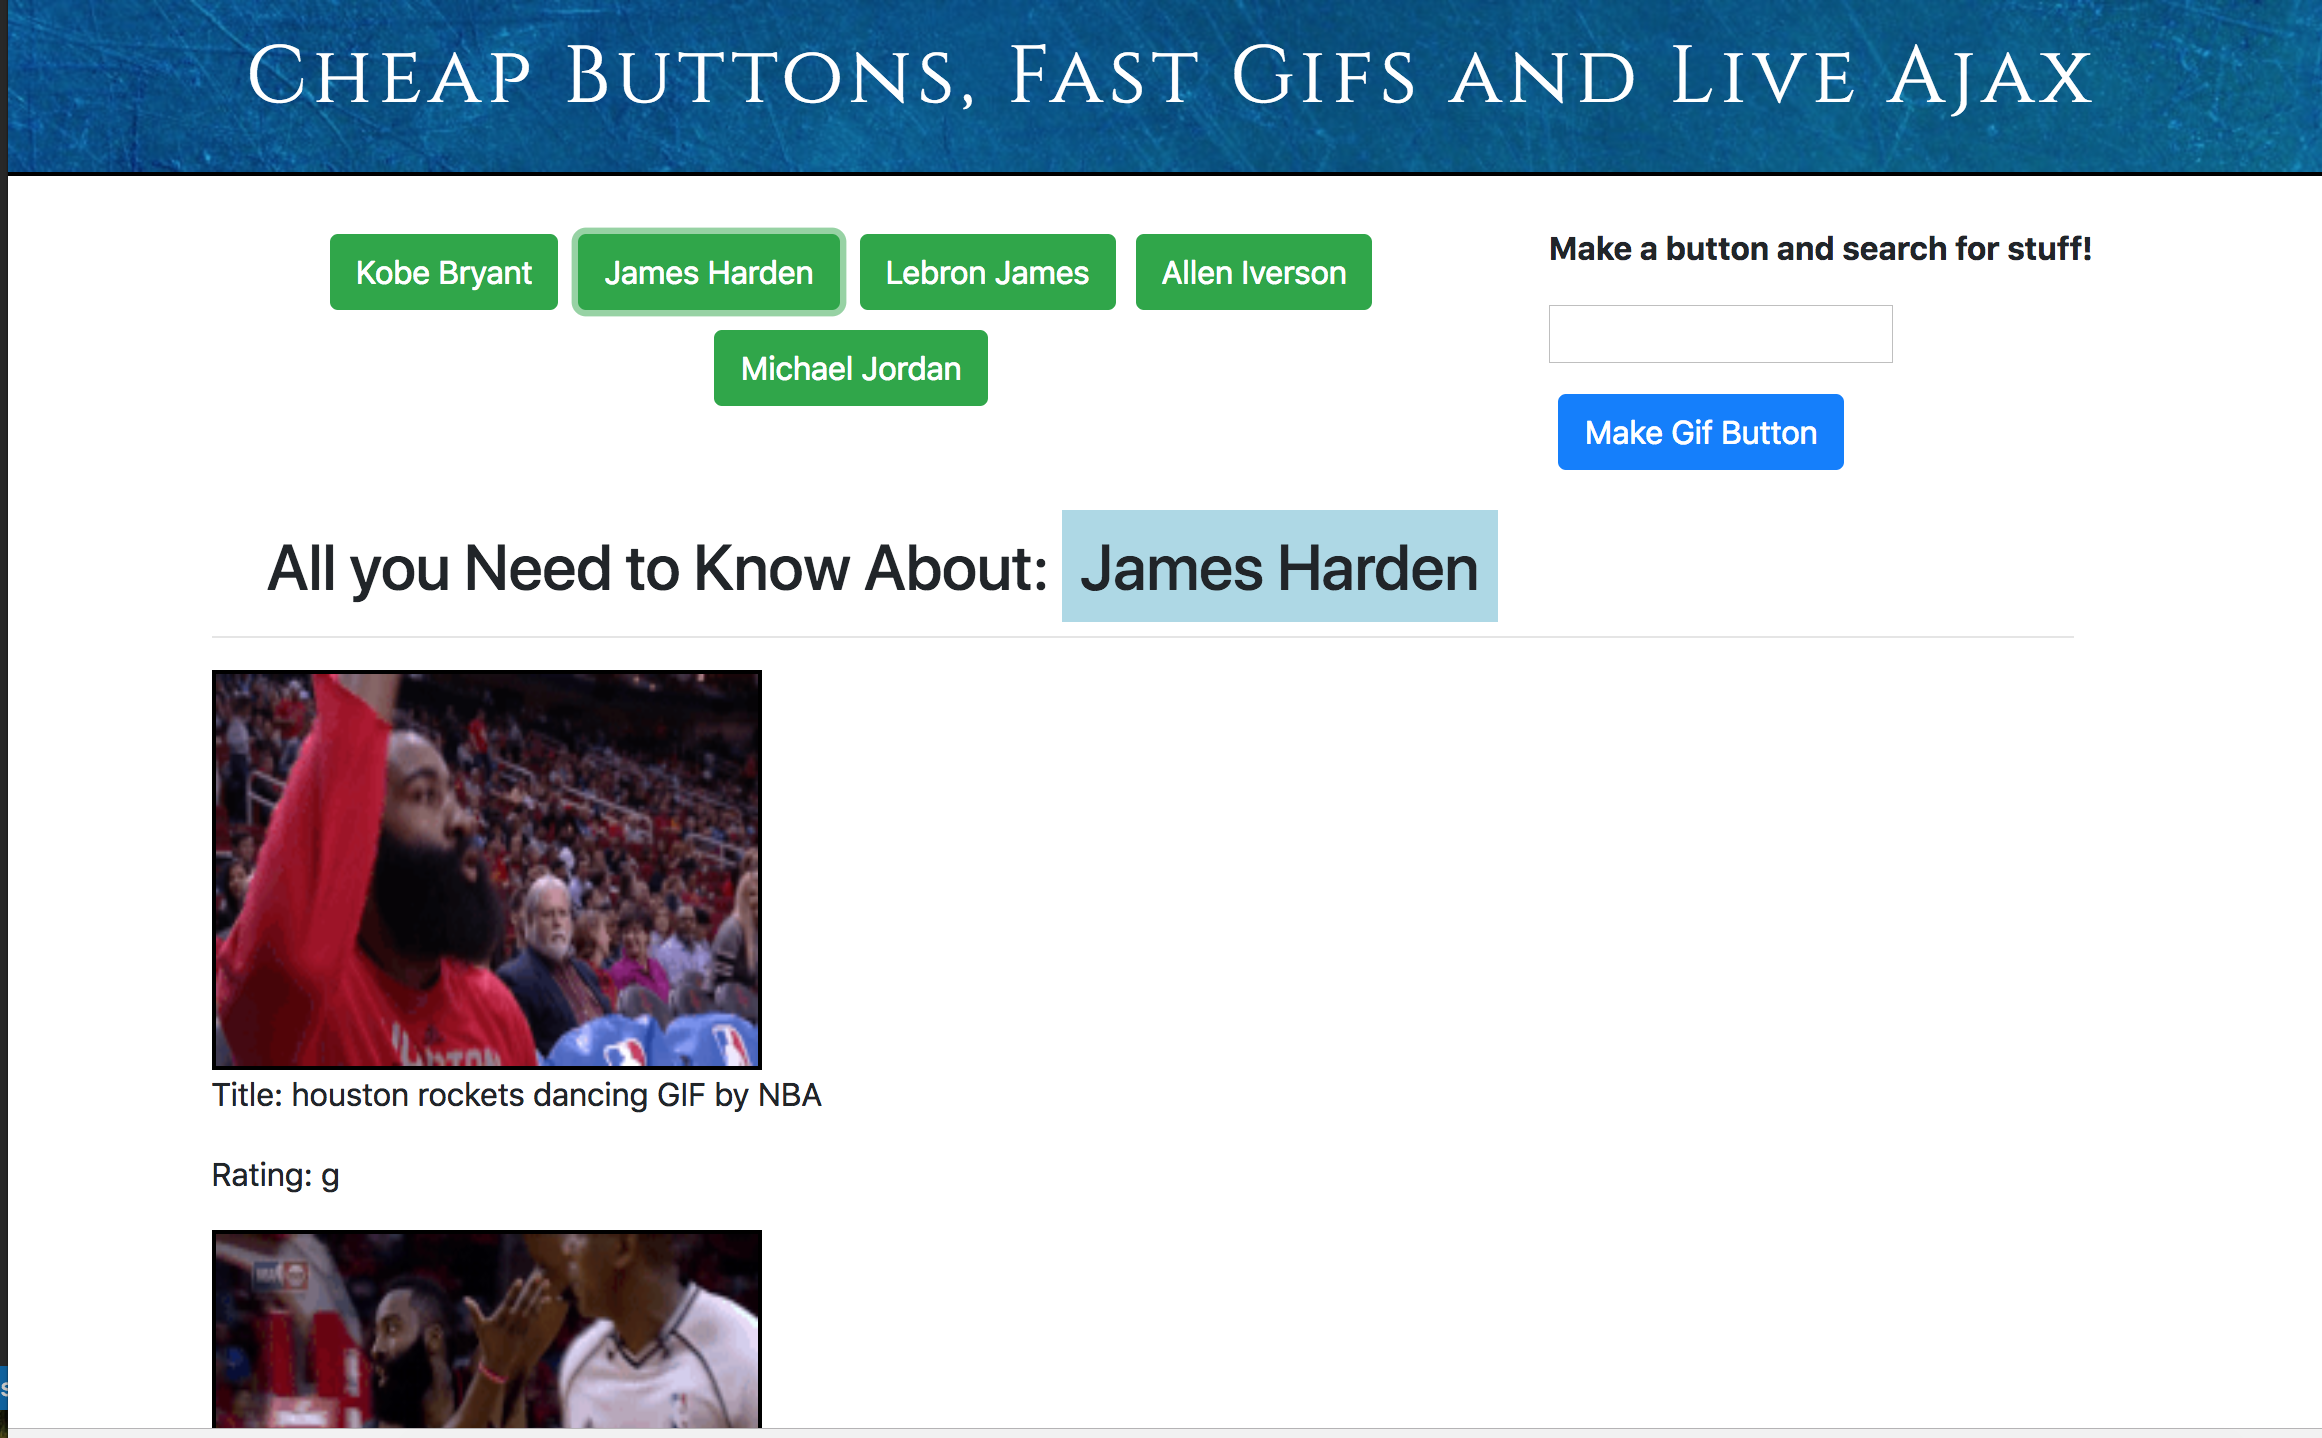 Cheap Buttons, Fast Gifs and Live Ajax
Kobe Bryant James Harden Lebron James Allen Iverson
Michael Jordan
Make a button and search for stuff!
Make Gif Button
All you Need to Know About: James Harden
Title: houston rockets dancing GIF by NBA
Rating: g